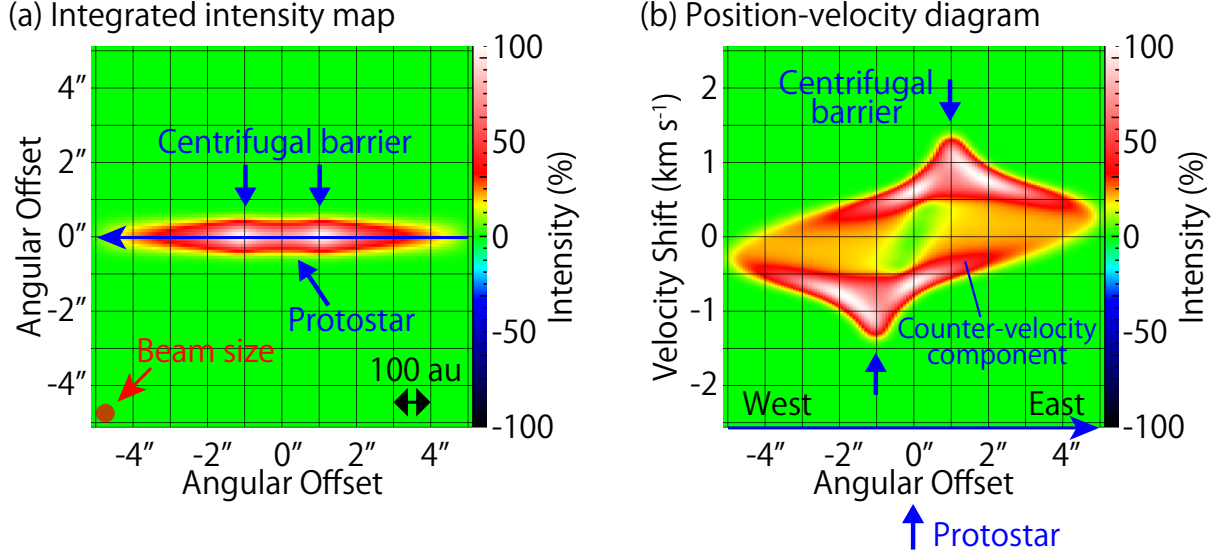 (a) Integrated intensity map
4″
2″
0″
-2″
-4″
Angular Offset
Centrifugal barrier
Protostar
Beam size
100 au
-4″ -2″ 0″ 2″ 4″
Angular Offset
100
50
0
-50
-100
Intensity (%)
(b) Position-velocity diagram
2
1
0
-1
-2
Velocity Shift (km s⁻¹)
Centrifugal
barrier
Counter-velocity
component
West East
-4″ -2″ 0″ 2″ 4″
Angular Offset
Protostar
100
50
0
-50
-100
Intensity (%)